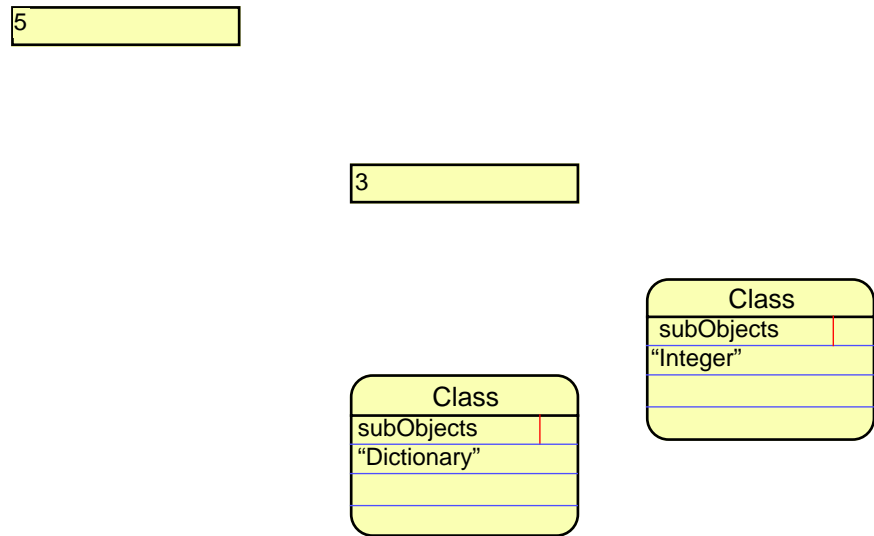 5
3
Class
subObjects
“Integer”
Class
subObjects
“Dictionary”